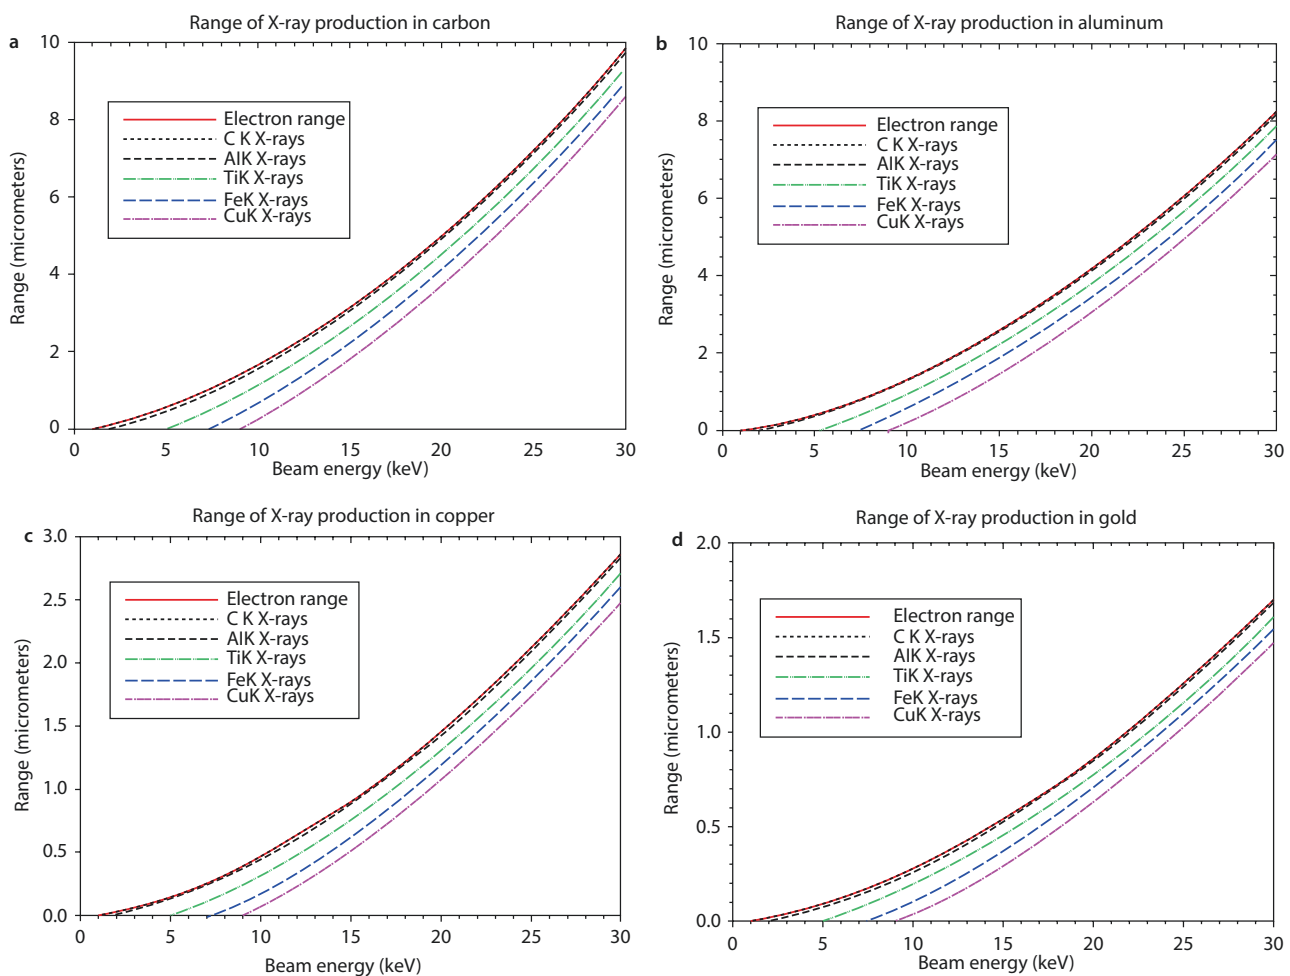 Range of X-ray production in carbon
a
10
8
6
4
2
0
Range (micrometers)
Electron range
C K X-rays
AlK X-rays
TiK X-rays
FeK X-rays
CuK X-rays
0 5 10 15 20 25 30
Beam energy (keV)
Range of X-ray production in aluminum
b
10
8
6
4
2
0
Range (micrometers)
Electron range
C K X-rays
AlK X-rays
TiK X-rays
FeK X-rays
CuK X-rays
0 5 10 15 20 25 30
Beam energy (keV)
Range of X-ray production in copper
c
3.0
2.5
2.0
1.5
1.0
0.5
0.0
Range (micrometers)
Electron range
C K X-rays
AlK X-rays
TiK X-rays
FeK X-rays
CuK X-rays
0 5 10 15 20 25 30
Beam energy (keV)
Range of X-ray production in gold
d
2.0
1.5
1.0
0.5
0.0
Range (micrometers)
Electron range
C K X-rays
AlK X-rays
TiK X-rays
FeK X-rays
CuK X-rays
0 5 10 15 20 25 30
Beam energy (keV)